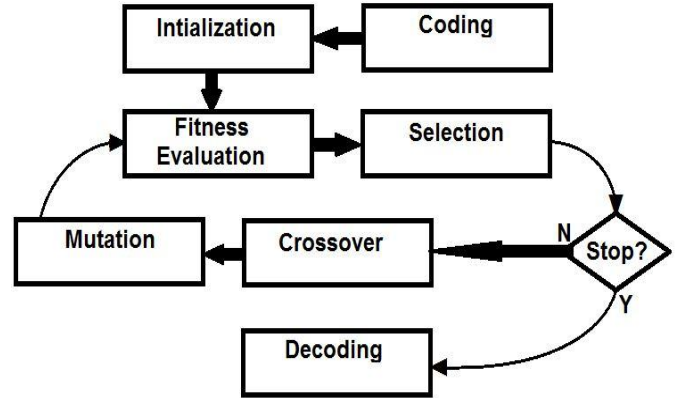 Intialization
Coding
Fitness
Evaluation
Selection
Mutation
Crossover
N
Stop?
Y
Decoding